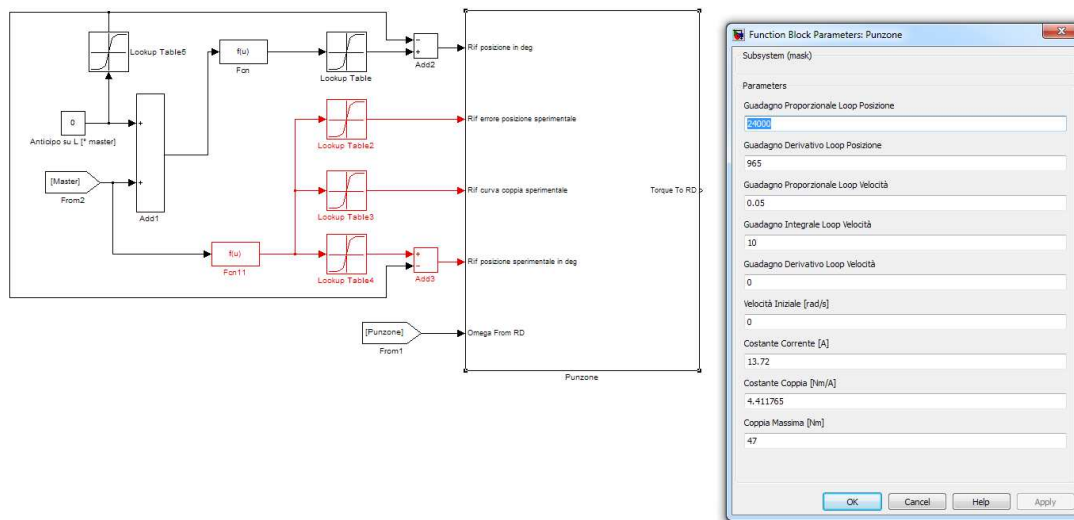 Lookup Table5
f(u)
Fcn
Lookup Table
Add2
Rif posizione in deg
0
Anticipo su L [* master]
Lookup Table2
Rif errore posizione sperimentale
[Master]
From2
Add1
Lookup Table3
Rif curva coppia sperimentale
Torque To RD
f(u)
Fcn11
Lookup Table4
Add3
Rif posizione sperimentale in deg
[Punzone]
From1
Omega From RD
Punzone
Function Block Parameters: Punzone
Subsystem (mask)
Parameters
Guadagno Proporzionale Loop Posizione
24000
Guadagno Derivativo Loop Posizione
965
Guadagno Proporzionale Loop Velocità
0.05
Guadagno Integrale Loop Velocità
10
Guadagno Derivativo Loop Velocità
0
Velocità Iniziale [rad/s]
0
Costante Corrente [A]
13.72
Costante Coppia [Nm/A]
4.411765
Coppia Massima [Nm]
47
OK
Cancel
Help
Apply